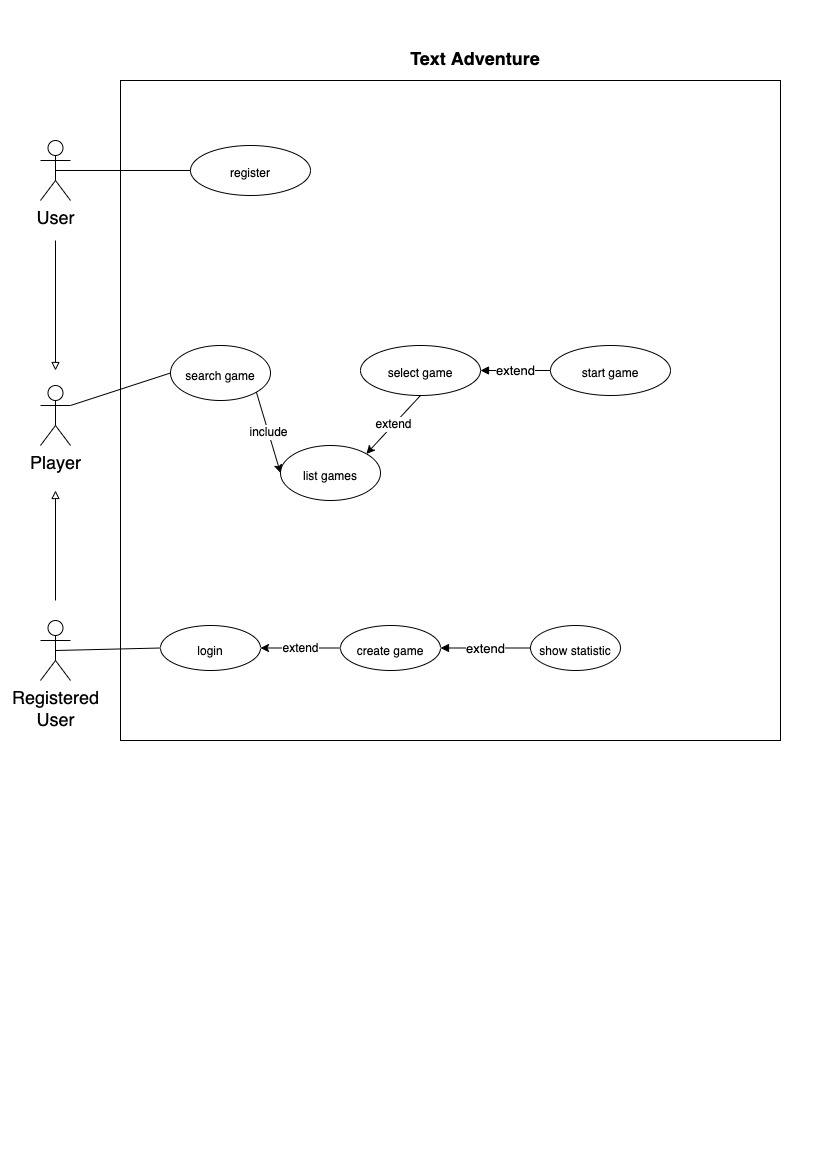 Text Adventure
register
User
search game
select game
extend
start game
include
extend
Player
list games
login
extend
create game
extend
show statistic
Registered
User